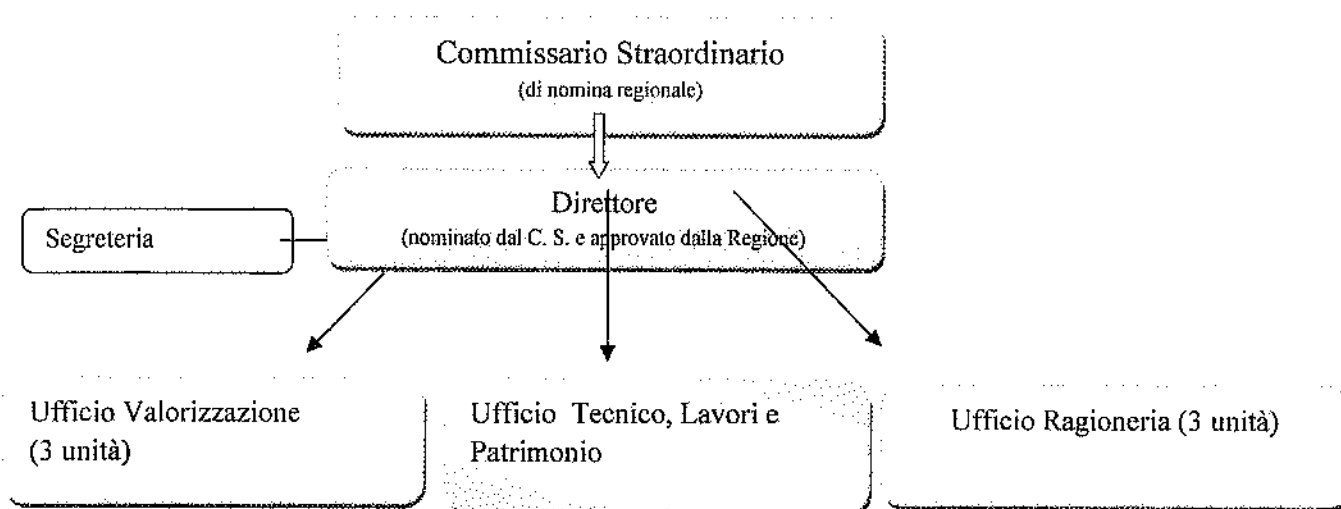 Commissario Straordinario
(di nomina regionale)
Direttore
(nominato dal C. S. e approvato dalla Regione)
Segreteria
Ufficio Valorizzazione
(3 unità)
Ufficio Tecnico, Lavori e
Patrimonio
Ufficio Ragioneria (3 unità)